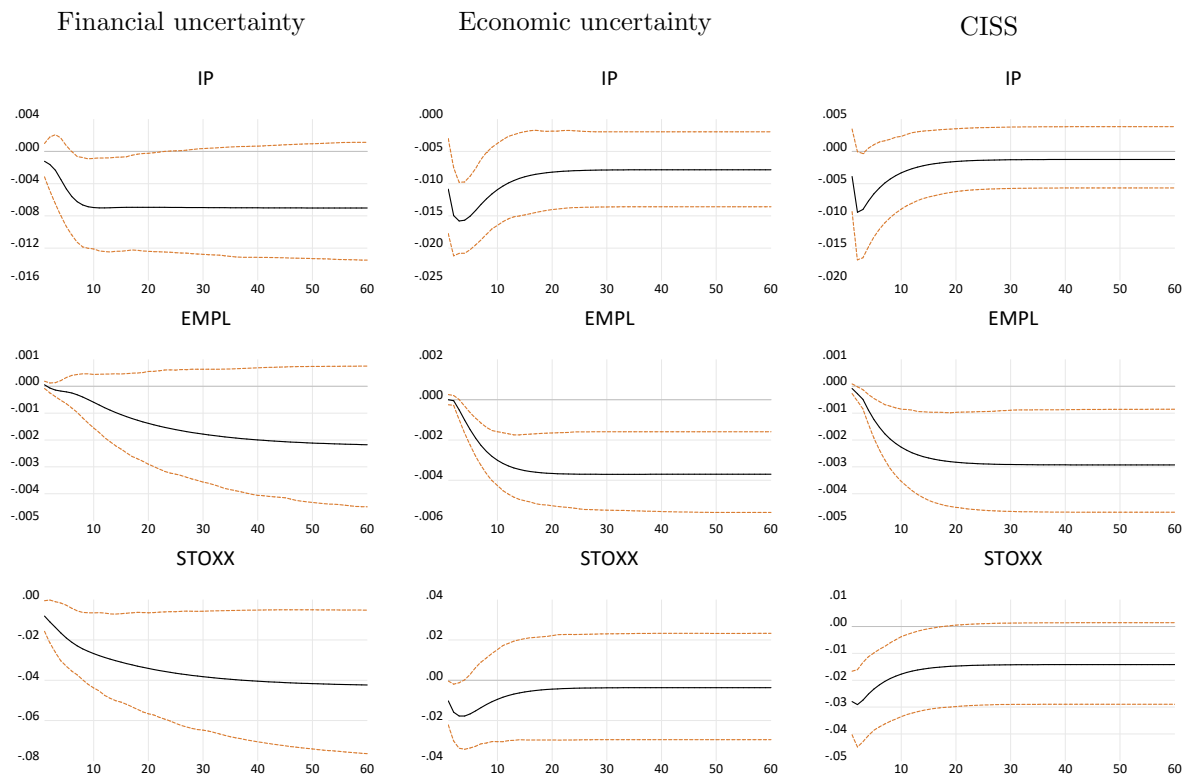 Financial uncertainty Economic uncertainty CISS
IP IP IP
.004 .000 .005
.000 -.005 .000
-.004 -.010 -.005
-.008 -.015 -.010
-.012 -.020 -.015
-.016 -.025 -.020
10 20 30 40 50 60 10 20 30 40 50 60 10 20 30 40 50 60
EMPL EMPL EMPL
.001 .002 .001
.000 .000 .000
-.001 -.002 -.001
-.002 -.004 -.002
-.003 -.006 -.003
-.004 -.004
-.005 -.005
10 20 30 40 50 60 10 20 30 40 50 60 10 20 30 40 50 60
STOXX STOXX STOXX
.00 .04 .01
-.02 .02 .00
-.04 .00 -.01
-.06 -.02 -.02
-.08 -.04 -.03
-.04
-.05
10 20 30 40 50 60 10 20 30 40 50 60 10 20 30 40 50 60